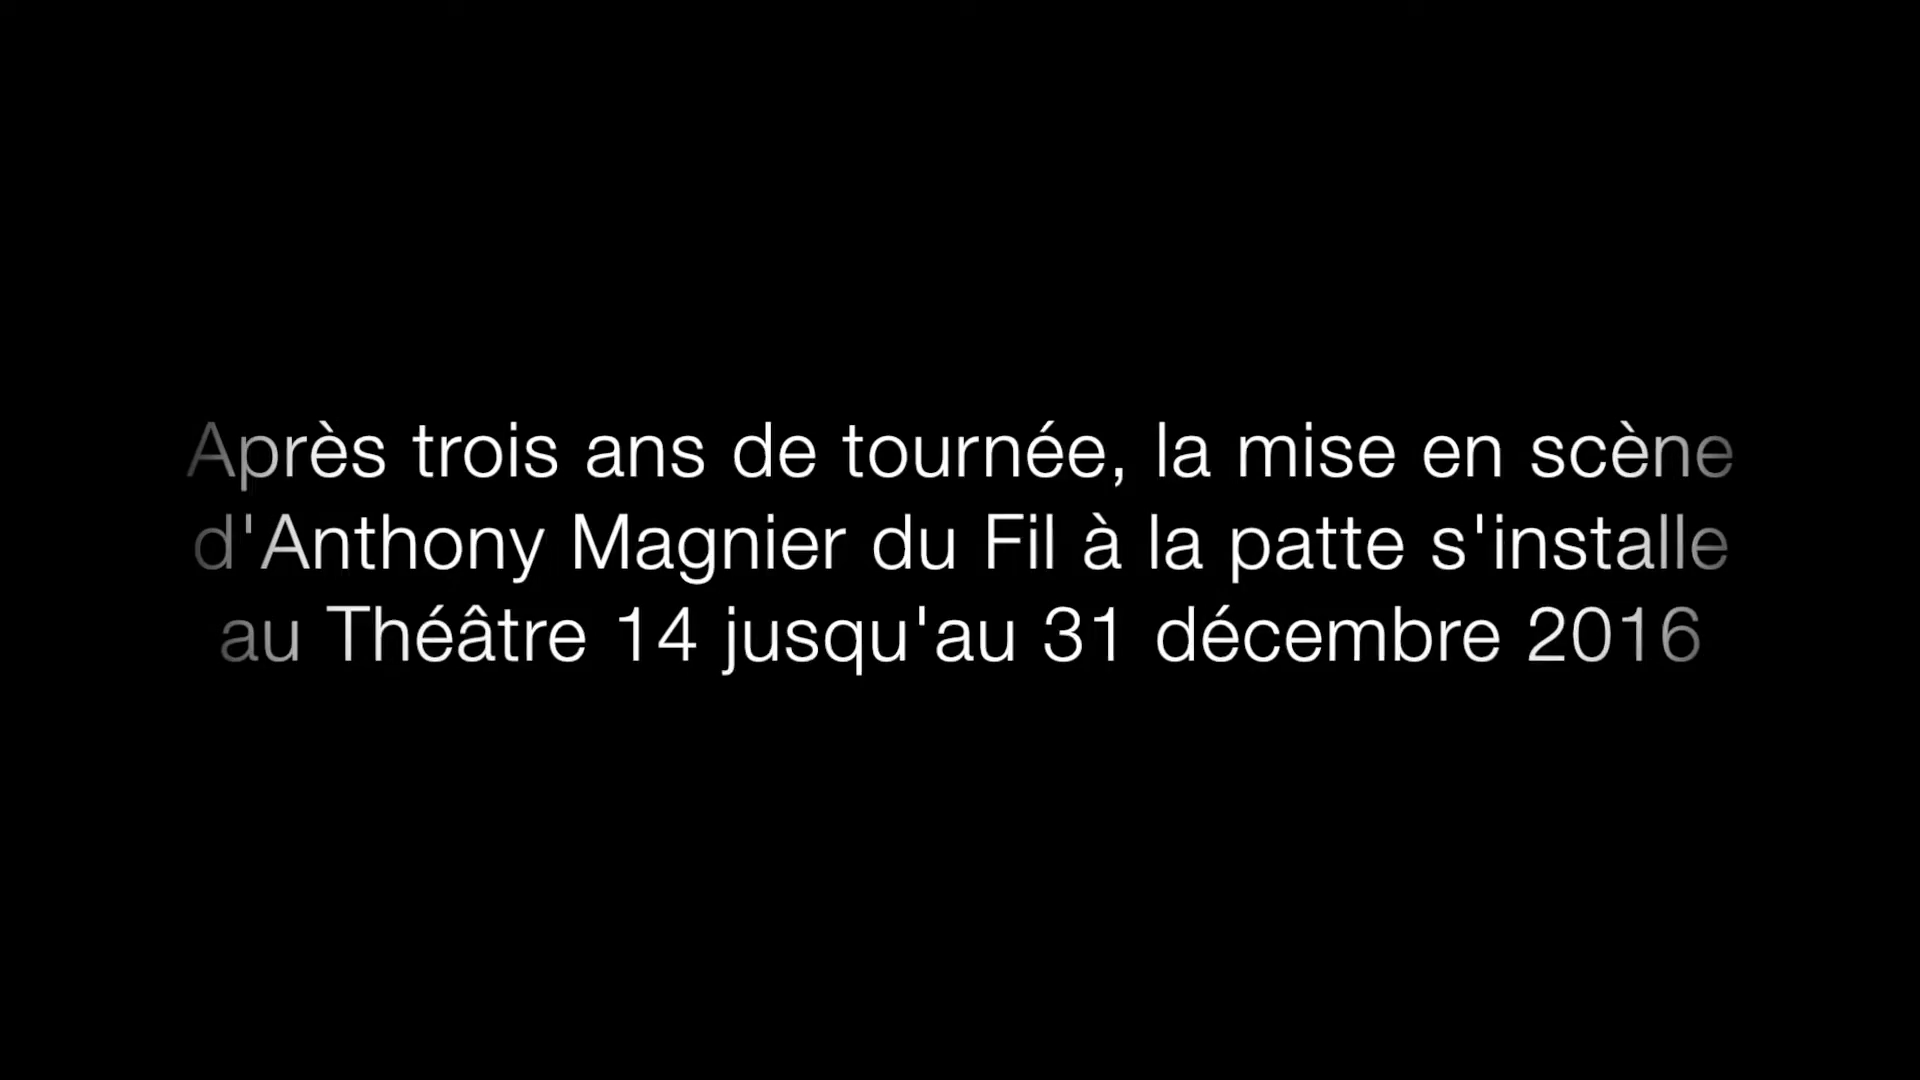 Après trois ans de tournée, la mise en scène
d'Anthony Magnier du Fil à la patte s'installe
au Théâtre 14 jusqu'au 31 décembre 2016